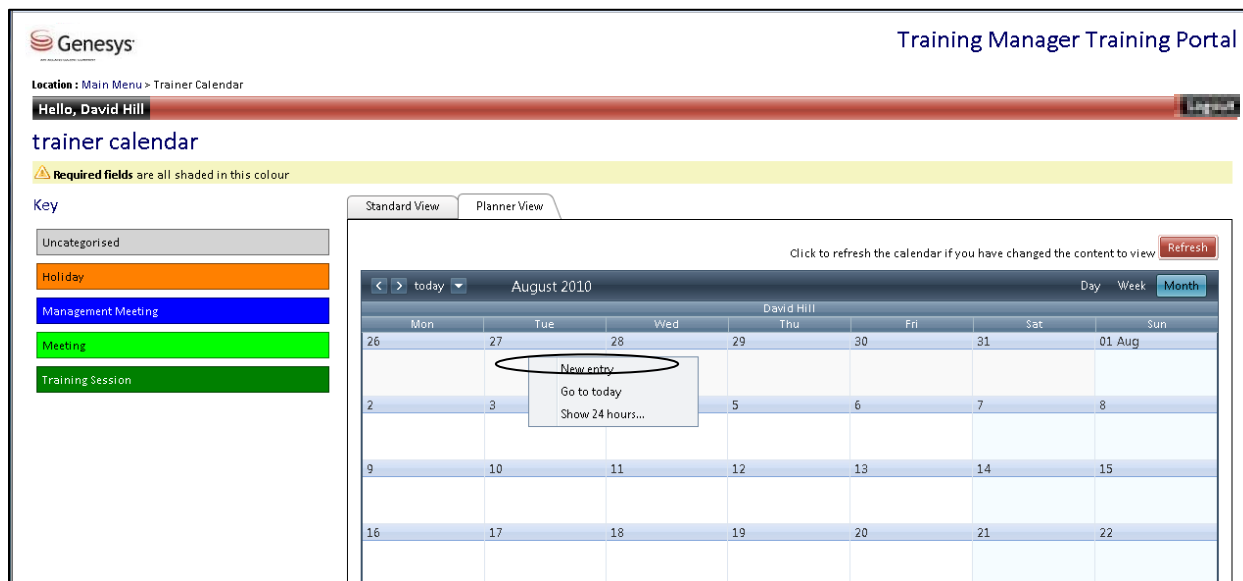 Genesys
Training Manager Training Portal
Location : Main Menu > Trainer Calendar
Hello, David Hill
Logout
trainer calendar
Required fields are all shaded in this colour
Key
Standard View
Planner View
Uncategorised
Holiday
Management Meeting
Meeting
Training Session
Click to refresh the calendar if you have changed the content to view
Refresh
today
August 2010
Day Week Month
David Hill
Mon Tue Wed Thu Fri Sat Sun
26 27 28 29 30 31 01 Aug
New entry
Go to today
Show 24 hours...
2 3 5 6 7 8
9 10 11 12 13 14 15
16 17 18 19 20 21 22